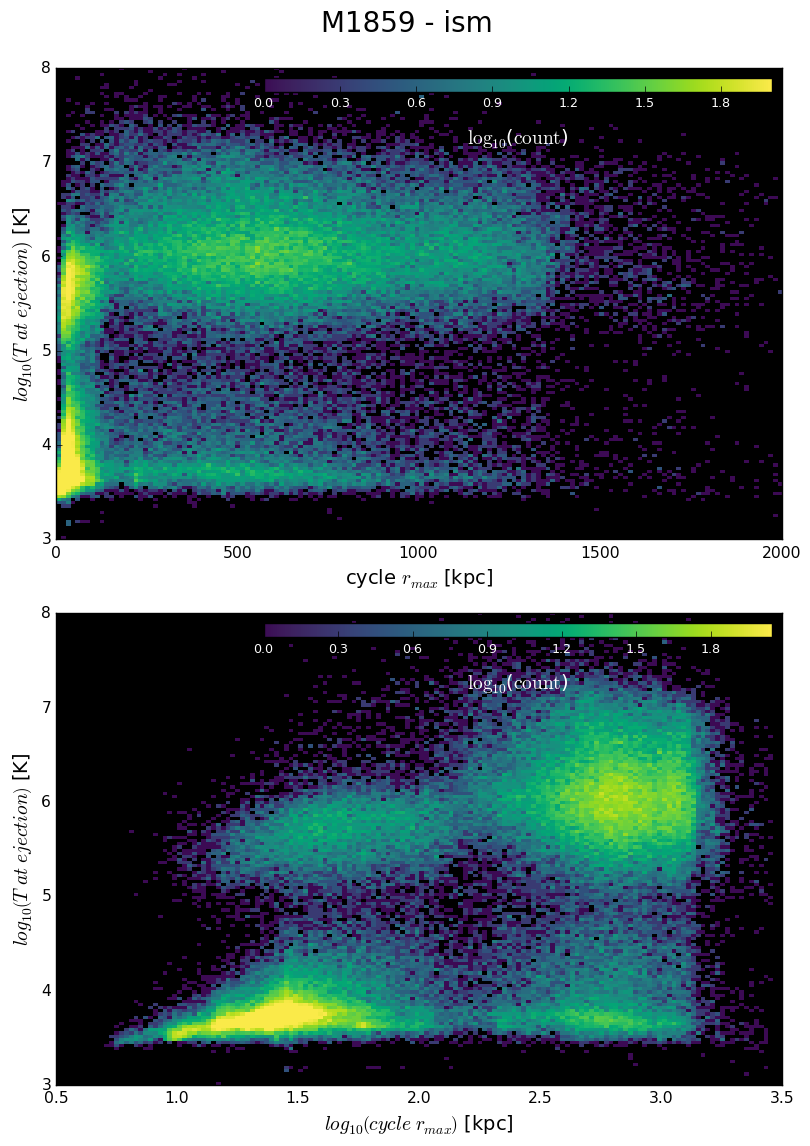 M1859 - ism
8
7
6
5
4
3
log₁₀(T at ejection) [K]
0.0 0.3 0.6 0.9 1.2 1.5 1.8
log₁₀(count)
0 500 1000 1500 2000
cycle rₘₐₓ [kpc]
8
7
6
5
4
3
log₁₀(T at ejection) [K]
0.0 0.3 0.6 0.9 1.2 1.5 1.8
log₁₀(count)
0.5 1.0 1.5 2.0 2.5 3.0 3.5
log₁₀(cycle rₘₐₓ) [kpc]